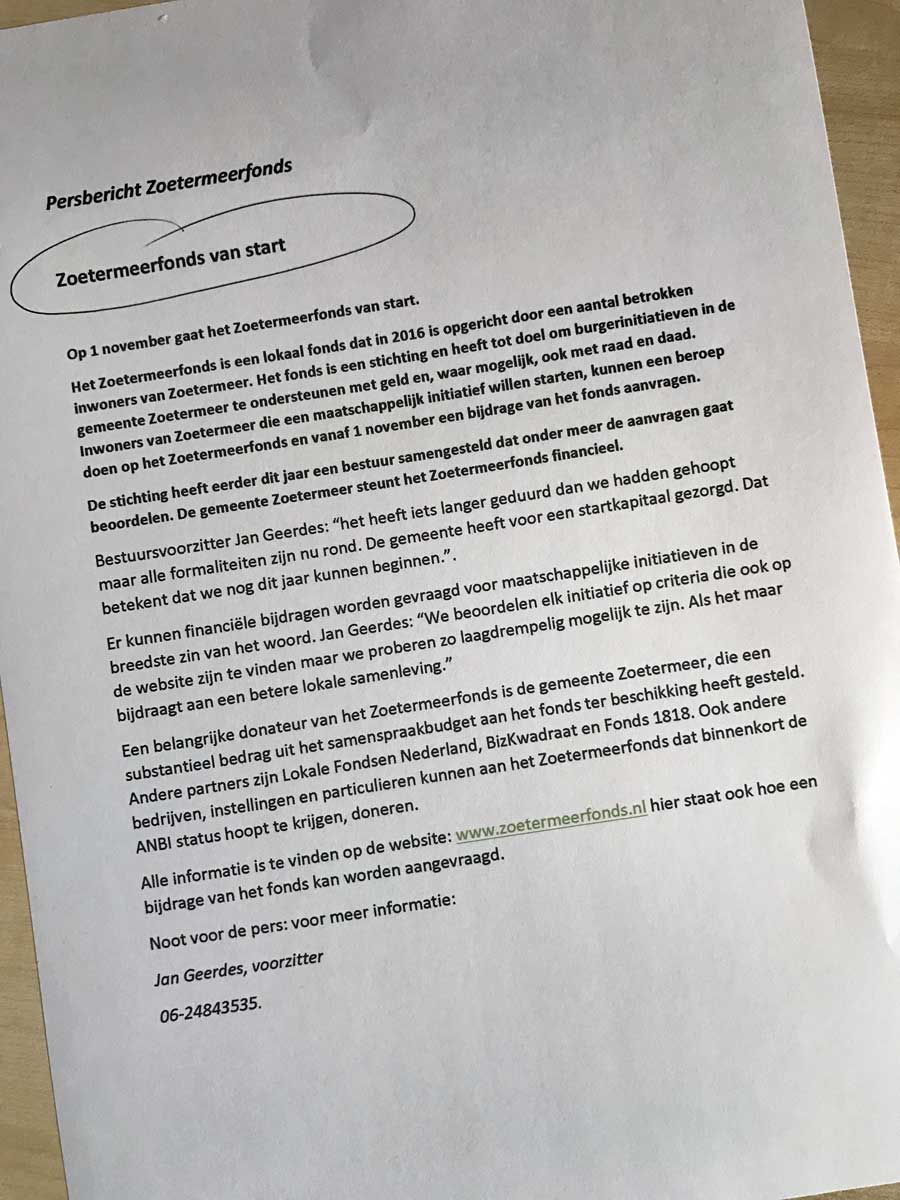 Persbericht Zoetermeerfonds
Zoetermeerfonds van start
Op 1 november gaat het Zoetermeerfonds van start.
Het Zoetermeerfonds is een lokaal fonds dat in 2016 is opgericht door een aantal betrokken
inwoners van Zoetermeer. Het fonds is een stichting en heeft tot doel om burgerinitiatieven in de
gemeente Zoetermeer te ondersteunen met geld en, waar mogelijk, ook met raad en daad.
Inwoners van Zoetermeer die een maatschappelijk initiatief willen starten, kunnen een beroep
doen op het Zoetermeerfonds en vanaf 1 november een bijdrage van het fonds aanvragen.
De stichting heeft eerder dit jaar een bestuur samengesteld dat onder meer de aanvragen gaat
beoordelen. De gemeente Zoetermeer steunt het Zoetermeerfonds financieel.
Bestuursvoorzitter Jan Geerdes: “het heeft iets langer geduurd dan we hadden gehoopt
maar alle formaliteiten zijn nu rond. De gemeente heeft voor een startkapitaal gezorgd. Dat
betekent dat we nog dit jaar kunnen beginnen.”.
Er kunnen financiële bijdragen worden gevraagd voor maatschappelijke initiatieven in de
breedste zin van het woord. Jan Geerdes: “We beoordelen elk initiatief op criteria die ook op
de website zijn te vinden maar we proberen zo laagdrempelig mogelijk te zijn. Als het maar
bijdraagt aan een betere lokale samenleving.”
Een belangrijke donateur van het Zoetermeerfonds is de gemeente Zoetermeer, die een
substantieel bedrag uit het samenspraakbudget aan het fonds ter beschikking heeft gesteld.
Andere partners zijn Lokale Fondsen Nederland, BizKwadraat en Fonds 1818. Ook andere
bedrijven, instellingen en particulieren kunnen aan het Zoetermeerfonds dat binnenkort de
ANBI status hoopt te krijgen, doneren.
Alle informatie is te vinden op de website: www.zoetermeerfonds.nl hier staat ook hoe een
bijdrage van het fonds kan worden aangevraagd.
Noot voor de pers: voor meer informatie:
Jan Geerdes, voorzitter
06-24843535.